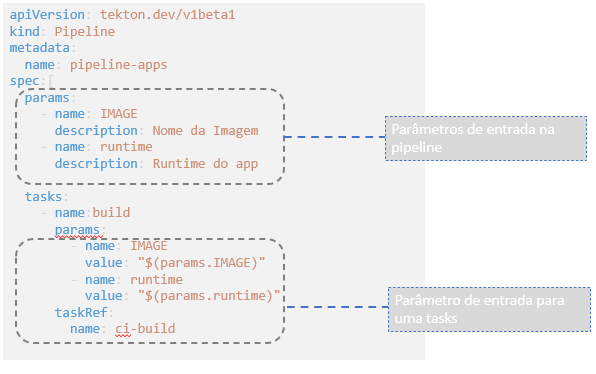 apiVersion: tekton.dev/v1beta1
kind: Pipeline
metadata:
name: pipeline-apps
spec:
params:
- name: IMAGE
description: Nome da Imagem
- name: runtime
description: Runtime do app
Parâmetros de entrada na
pipeline
tasks:
- name:build
params:
- name: IMAGE
value: "$(params.IMAGE)"
- name: runtime
value: "$(params.runtime)"
taskRef:
name: ci-build
Parâmetro de entrada para
uma tasks